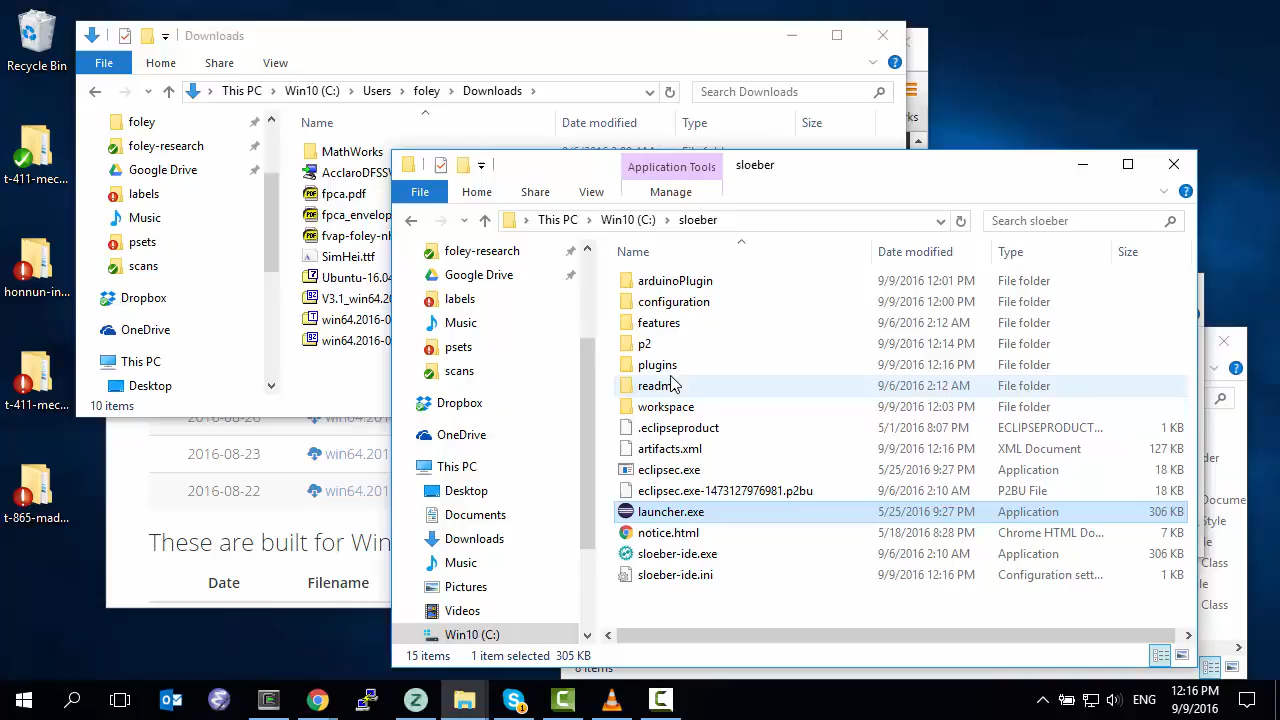 Recycle Bin
t-411-mec...
honnun-in...
t-411-mec...
t-865-mad...
Downloads
File Home Share View
This PC Win10 (C:) Users foley Downloads
Search Downloads
Name Date modified Type Size
foley
foley-research
Google Drive
labels
Music
psets
scans
Dropbox
OneDrive
This PC
Desktop
MathWorks
AcclaroDFSSV
fpca.pdf
fpca_envelop
fvap-foley-nh
SimHei.ttf
Ubuntu-16.04
V3.1_win64.20
win64.2016-0
win64.2016-0
10 items
2016-08-23 win64.201
2016-08-22 win64.201
These are built for Win
Date Filename
Application Tools
sloeber
File Home Share View Manage
This PC Win10 (C:) sloeber
Search sloeber
foley-research
Google Drive
labels
Music
psets
scans
Dropbox
OneDrive
This PC
Desktop
Documents
Downloads
Music
Pictures
Videos
Win10 (C:)
Name Date modified Type Size
arduinoPlugin 9/9/2016 12:01 PM File folder
configuration 9/9/2016 12:00 PM File folder
features 9/6/2016 2:12 AM File folder
p2 9/9/2016 12:14 PM File folder
plugins 9/9/2016 12:16 PM File folder
readm 9/6/2016 2:12 AM File folder
workspace 9/9/2016 12:03 PM File folder
.eclipseproduct 5/1/2016 8:07 PM ECLIPSEPRODUCT... 1 KB
artifacts.xml 9/9/2016 12:16 PM XML Document 127 KB
eclipsec.exe 5/25/2016 9:27 PM Application 18 KB
eclipsec.exe-1473127976981.p2bu 9/6/2016 2:10 AM P2BU File 18 KB
launcher.exe 5/25/2016 9:27 PM Application 306 KB
notice.html 5/18/2016 8:28 PM Chrome HTML Do... 7 KB
sloeber-ide.exe 9/6/2016 2:10 AM Application 306 KB
sloeber-ide.ini 9/9/2016 12:16 PM Configuration sett... 1 KB
15 items 1 item selected 305 KB
ks
der
Style
Class
le
Class
ENG
12:16 PM
9/9/2016